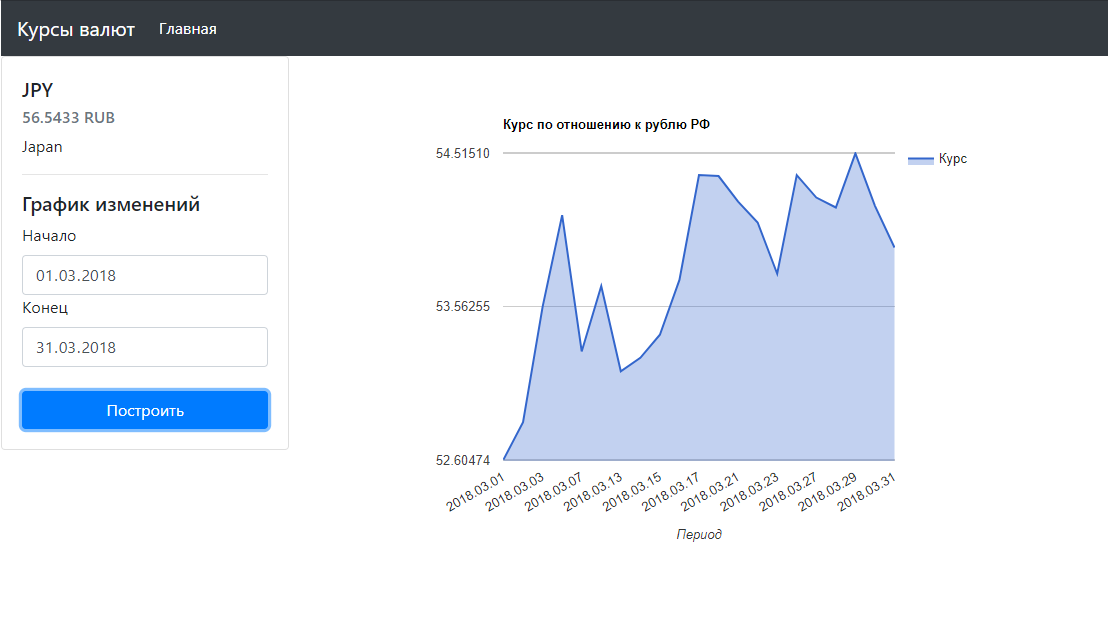 Курсы валют Главная
JPY
56.5433 RUB
Japan
График изменений
Начало
01.03.2018
Конец
31.03.2018
Построить
Курс по отношению к рублю РФ
54.51510
53.56255
52.60474
Курс
2018.03.01 2018.03.03 2018.03.07 2018.03.13 2018.03.15 2018.03.17 2018.03.21 2018.03.23 2018.03.27 2018.03.29 2018.03.31
Период